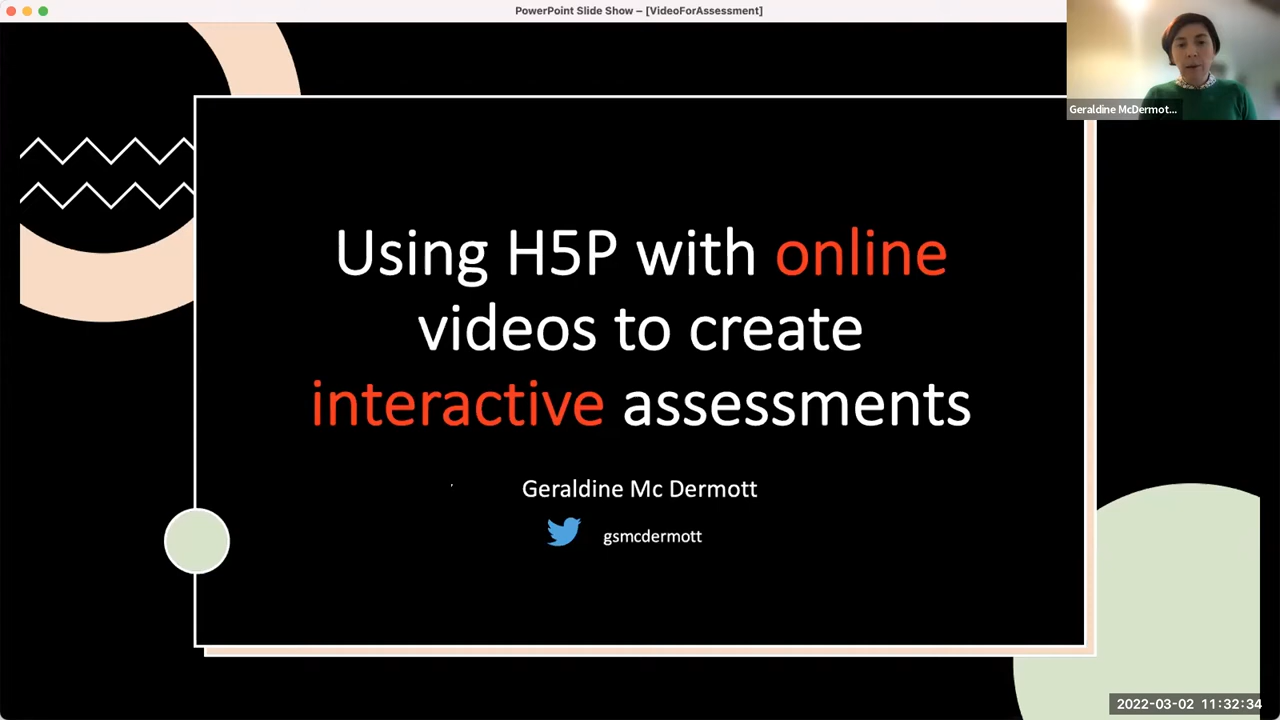 PowerPoint Slide Show – [VideoForAssessment]
Geraldine McDermot...
Using H5P with online
videos to create
interactive assessments
Geraldine Mc Dermott
gsmcdermott
2022-03-02 11:32:34